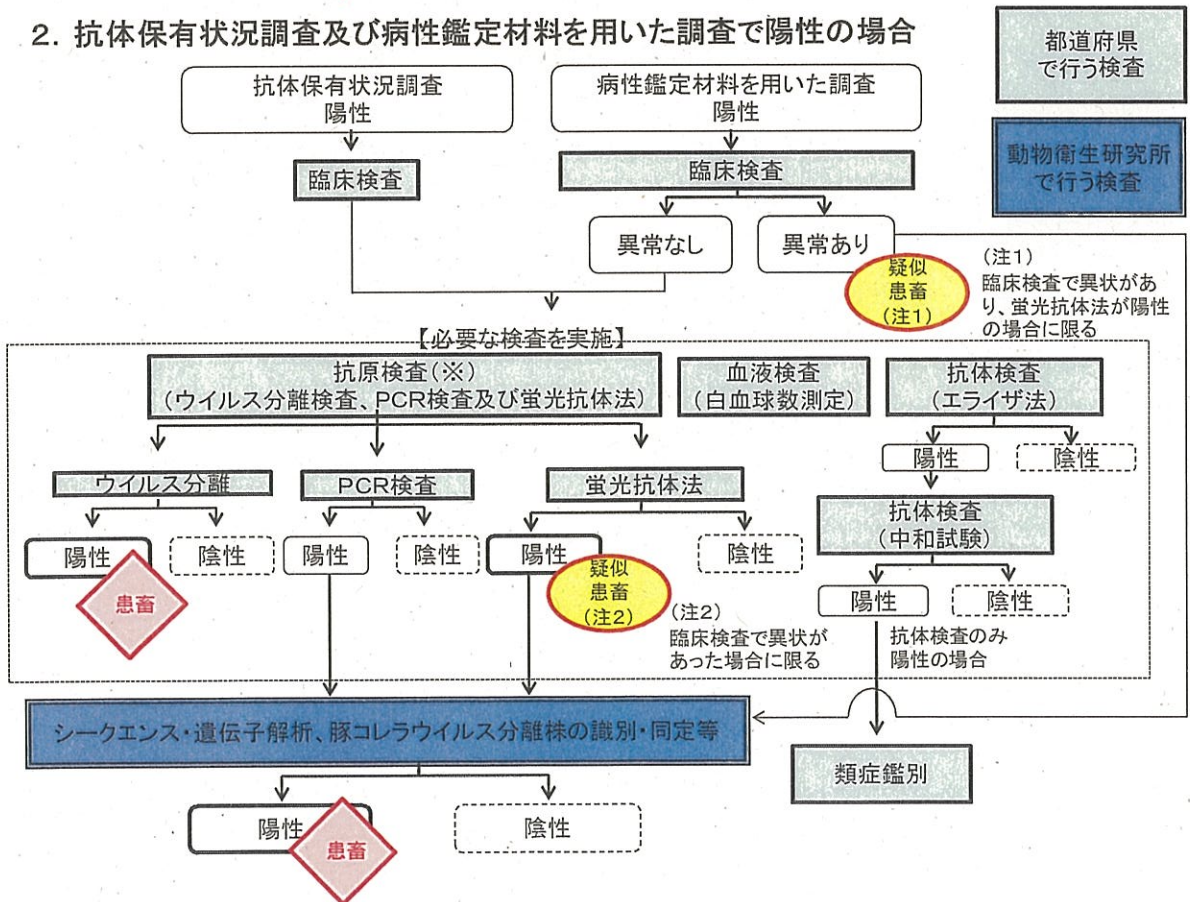 2. 抗体保有状況調査及び病性鑑定材料を用いた調査で陽性の場合
都道府県
で行う検査
動物衛生研究所
で行う検査
抗体保有状況調査
陽性
病性鑑定材料を用いた調査
陽性
臨床検査
臨床検査
異常なし
異常あり
疑似
患畜
(注1)
(注1)
臨床検査で異状があ
り、蛍光抗体法が陽性
の場合に限る
【必要な検査を実施】
抗原検査(※)
(ウイルス分離検査、PCR検査及び蛍光抗体法)
血液検査
(白血球数測定)
抗体検査
(エライザ法)
陽性
陰性
ウイルス分離
PCR検査
蛍光抗体法
抗体検査
(中和試験)
陽性
陰性
陽性
陰性
陽性
陰性
患畜
疑似
患畜
(注2)
(注2)
臨床検査で異状が
あった場合に限る
陽性
陰性
抗体検査のみ
陽性の場合
シークエンス・遺伝子解析、豚コレラウイルス分離株の識別・同定等
類症鑑別
陽性
陰性
患畜